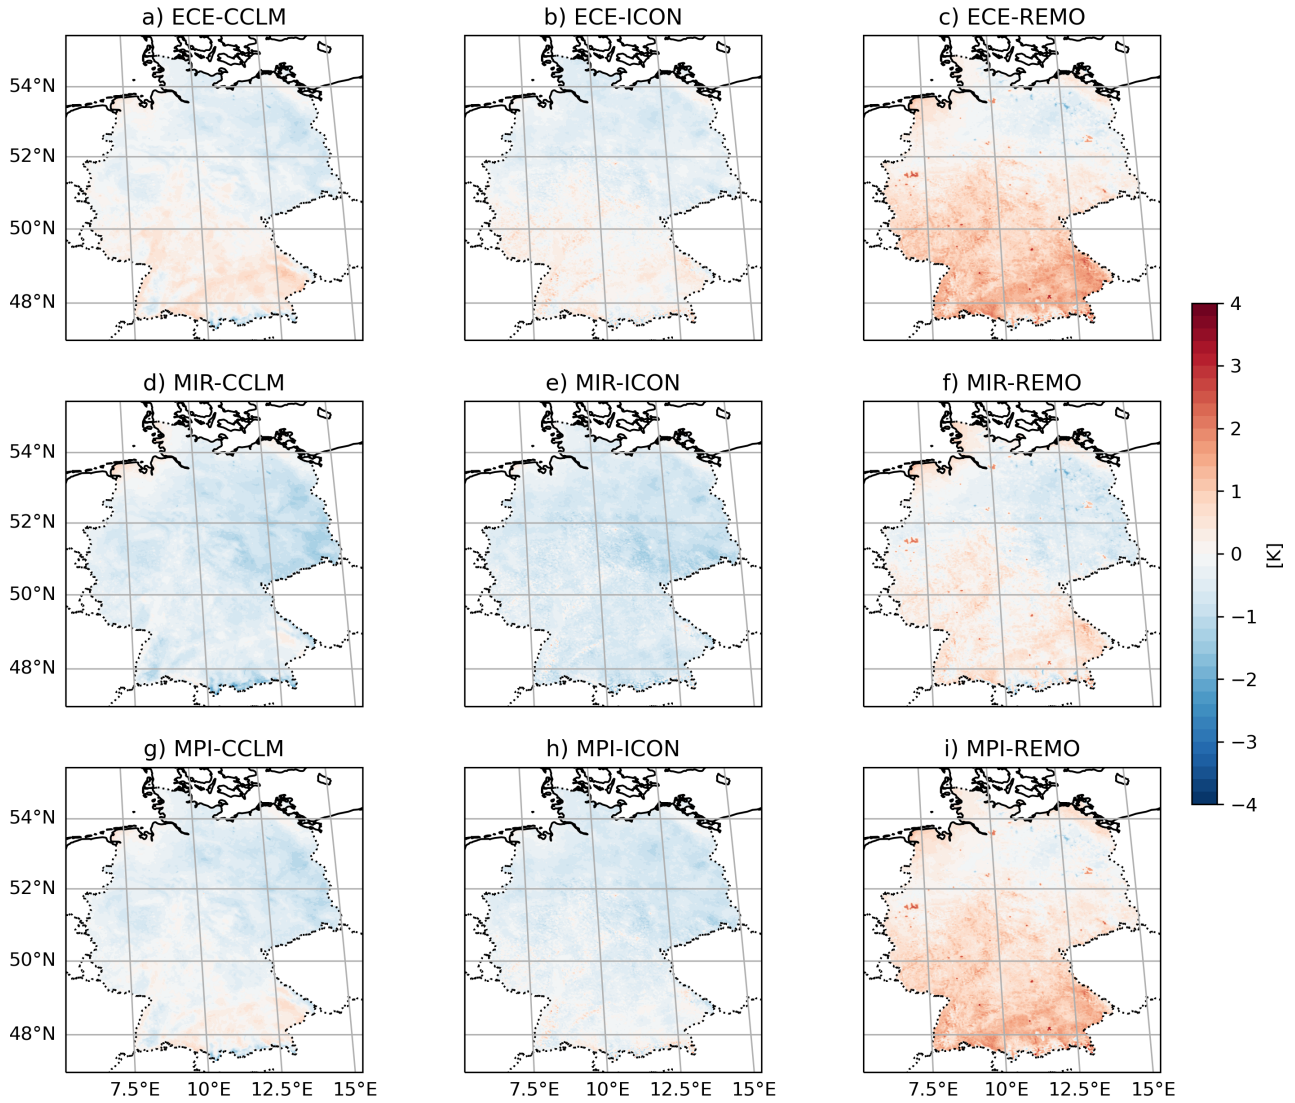 a) ECE-CCLM
b) ECE-ICON
c) ECE-REMO
54°N
52°N
50°N
48°N
d) MIR-CCLM
e) MIR-ICON
f) MIR-REMO
54°N
52°N
50°N
48°N
g) MPI-CCLM
h) MPI-ICON
i) MPI-REMO
54°N
52°N
50°N
48°N
7.5°E 10°E 12.5°E 15°E
7.5°E 10°E 12.5°E 15°E
7.5°E 10°E 12.5°E 15°E
4
3
2
1
0
−1
−2
−3
−4
[K]